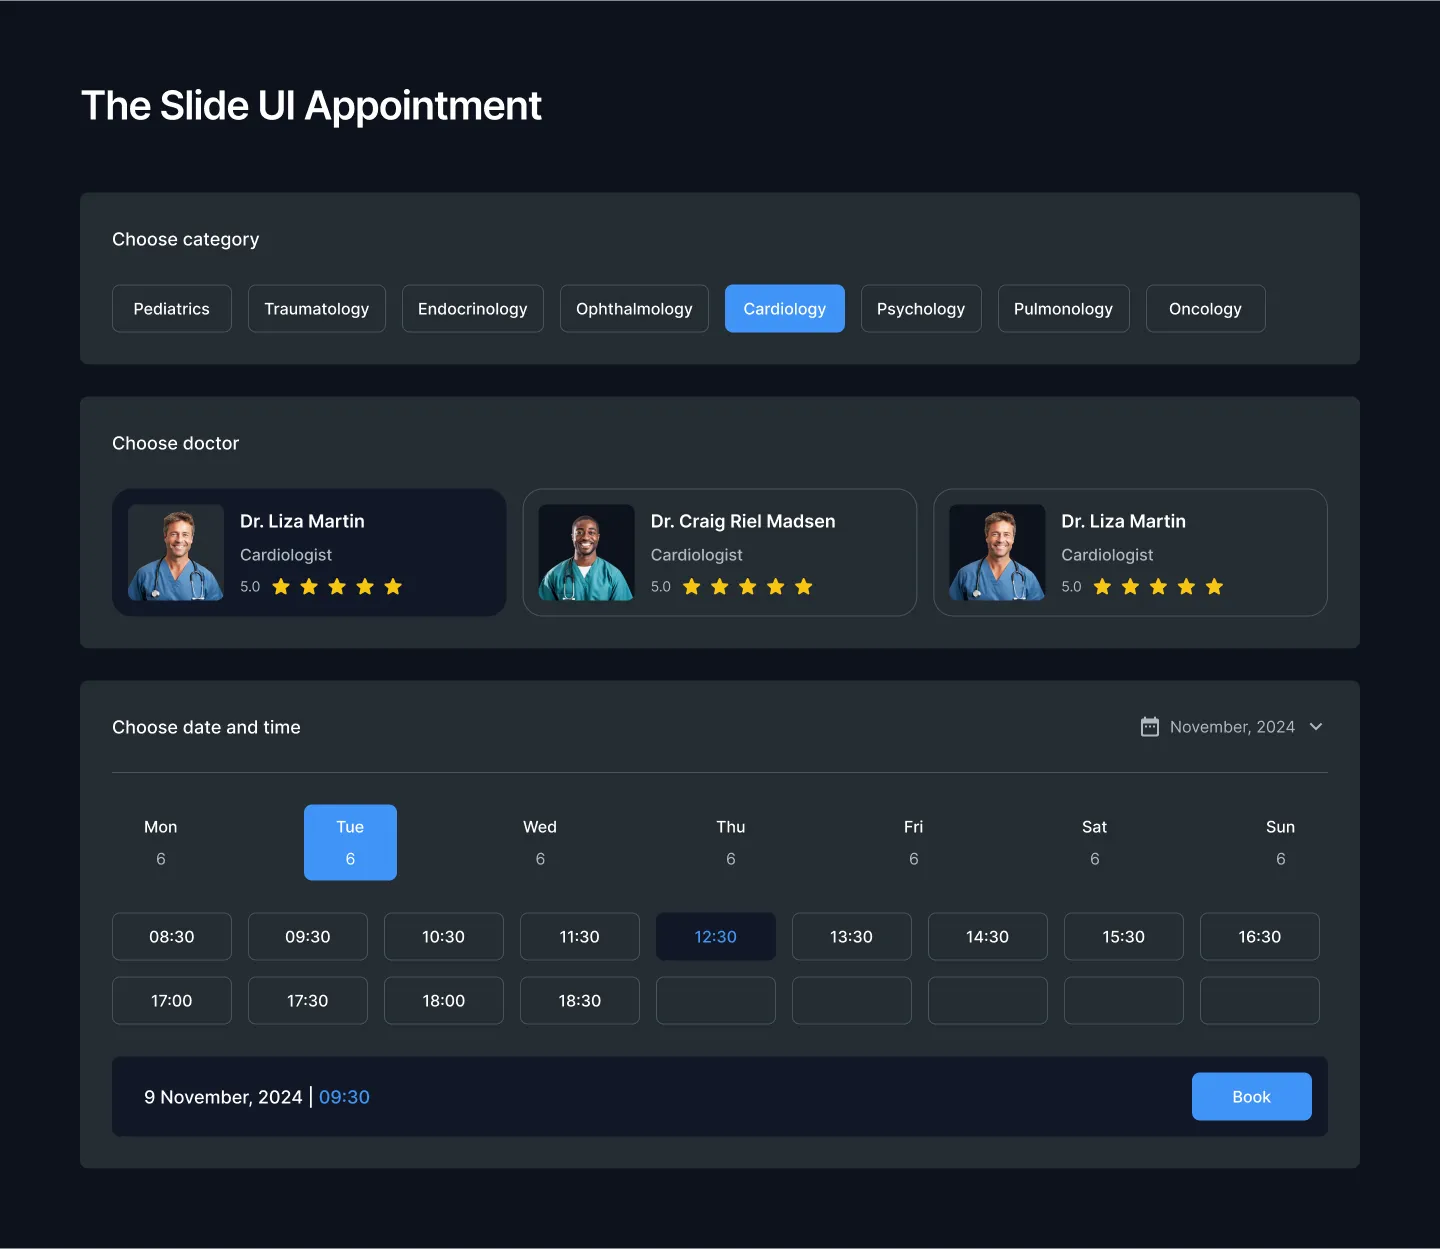 The Slide UI Appointment
Choose category
Pediatrics Traumatology Endocrinology Ophthalmology Cardiology Psychology Pulmonology Oncology
Choose doctor
Dr. Liza Martin
Cardiologist
5.0
Dr. Craig Riel Madsen
Cardiologist
5.0
Dr. Liza Martin
Cardiologist
5.0
Choose date and time
November, 2024
Mon Tue Wed Thu Fri Sat Sun
6 6 6 6 6 6 6
08:30 09:30 10:30 11:30 12:30 13:30 14:30 15:30 16:30
17:00 17:30 18:00 18:30
9 November, 2024 | 09:30
Book